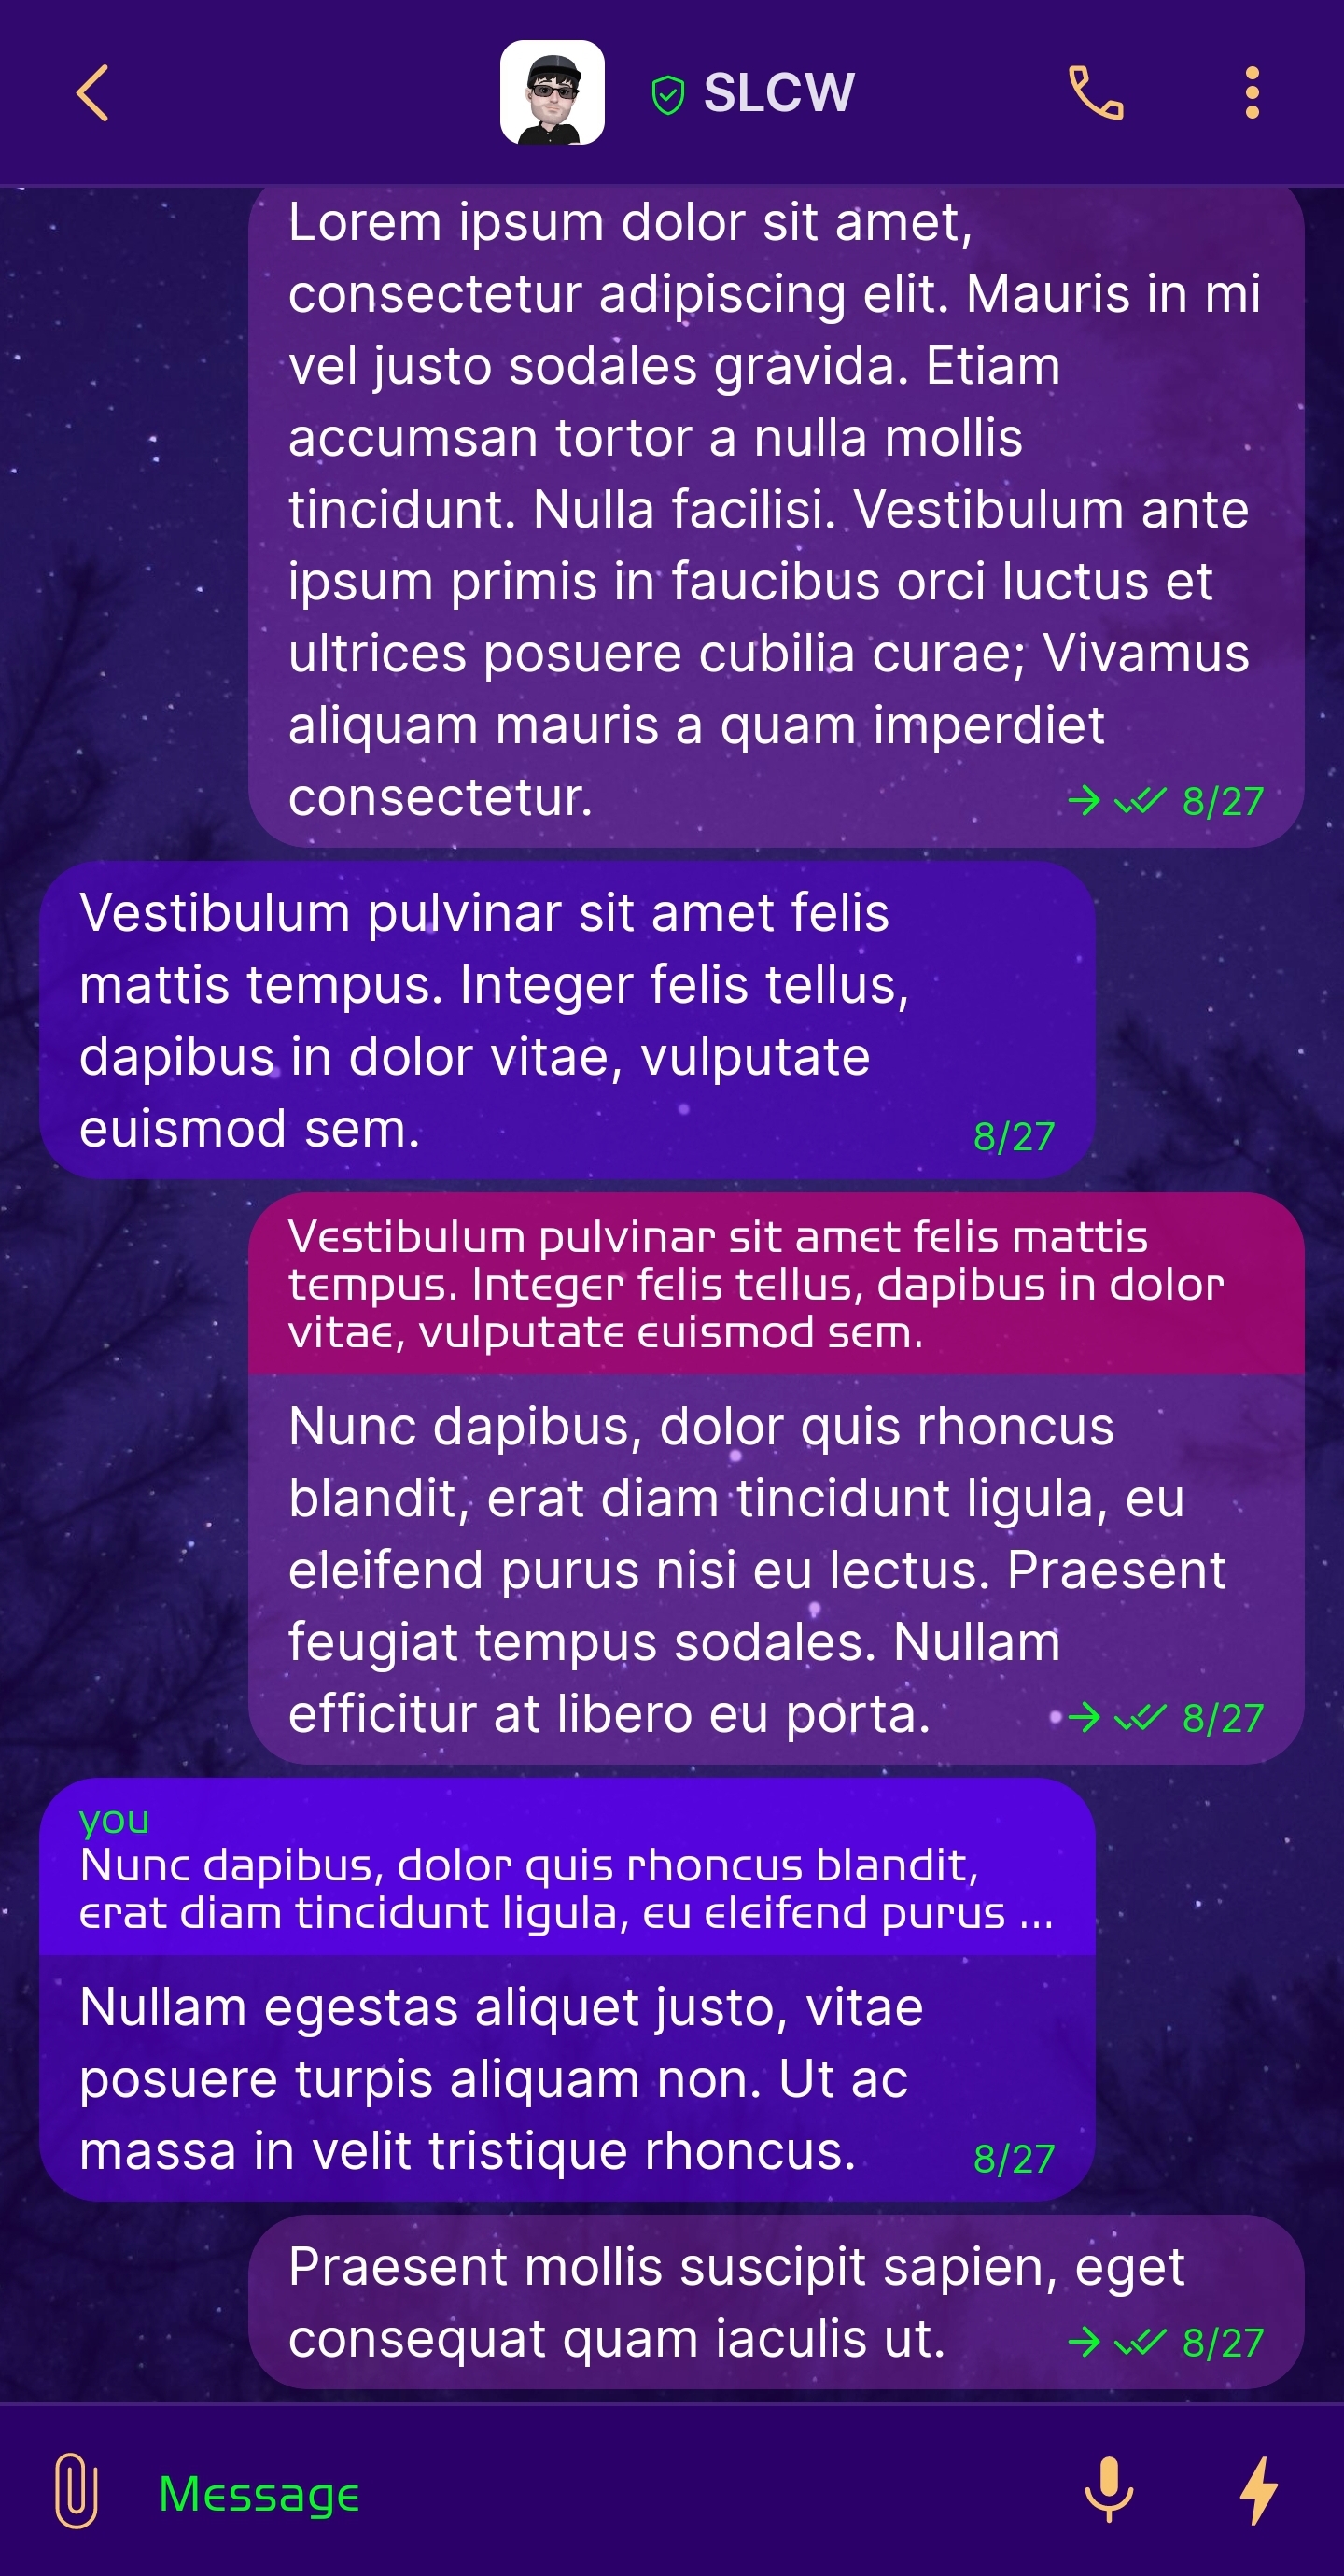 SLCW
Lorem ipsum dolor sit amet,
consectetur adipiscing elit. Mauris in mi
vel justo sodales gravida. Etiam
accumsan tortor a nulla mollis
tincidunt. Nulla facilisi. Vestibulum ante
ipsum primis in faucibus orci luctus et
ultrices posuere cubilia curae; Vivamus
aliquam mauris a quam imperdiet
consectetur.
8/27
Vestibulum pulvinar sit amet felis
mattis tempus. Integer felis tellus,
dapibus in dolor vitae, vulputate
euismod sem.
8/27
Vestibulum pulvinar sit amet felis mattis
tempus. Integer felis tellus, dapibus in dolor
vitae, vulputate euismod sem.
Nunc dapibus, dolor quis rhoncus
blandit, erat diam tincidunt ligula, eu
eleifend purus nisi eu lectus. Praesent
feugiat tempus sodales. Nullam
efficitur at libero eu porta.
8/27
you
Nunc dapibus, dolor quis rhoncus blandit,
erat diam tincidunt ligula, eu eleifend purus ...
Nullam egestas aliquet justo, vitae
posuere turpis aliquam non. Ut ac
massa in velit tristique rhoncus.
8/27
Praesent mollis suscipit sapien, eget
consequat quam iaculis ut.
8/27
Message